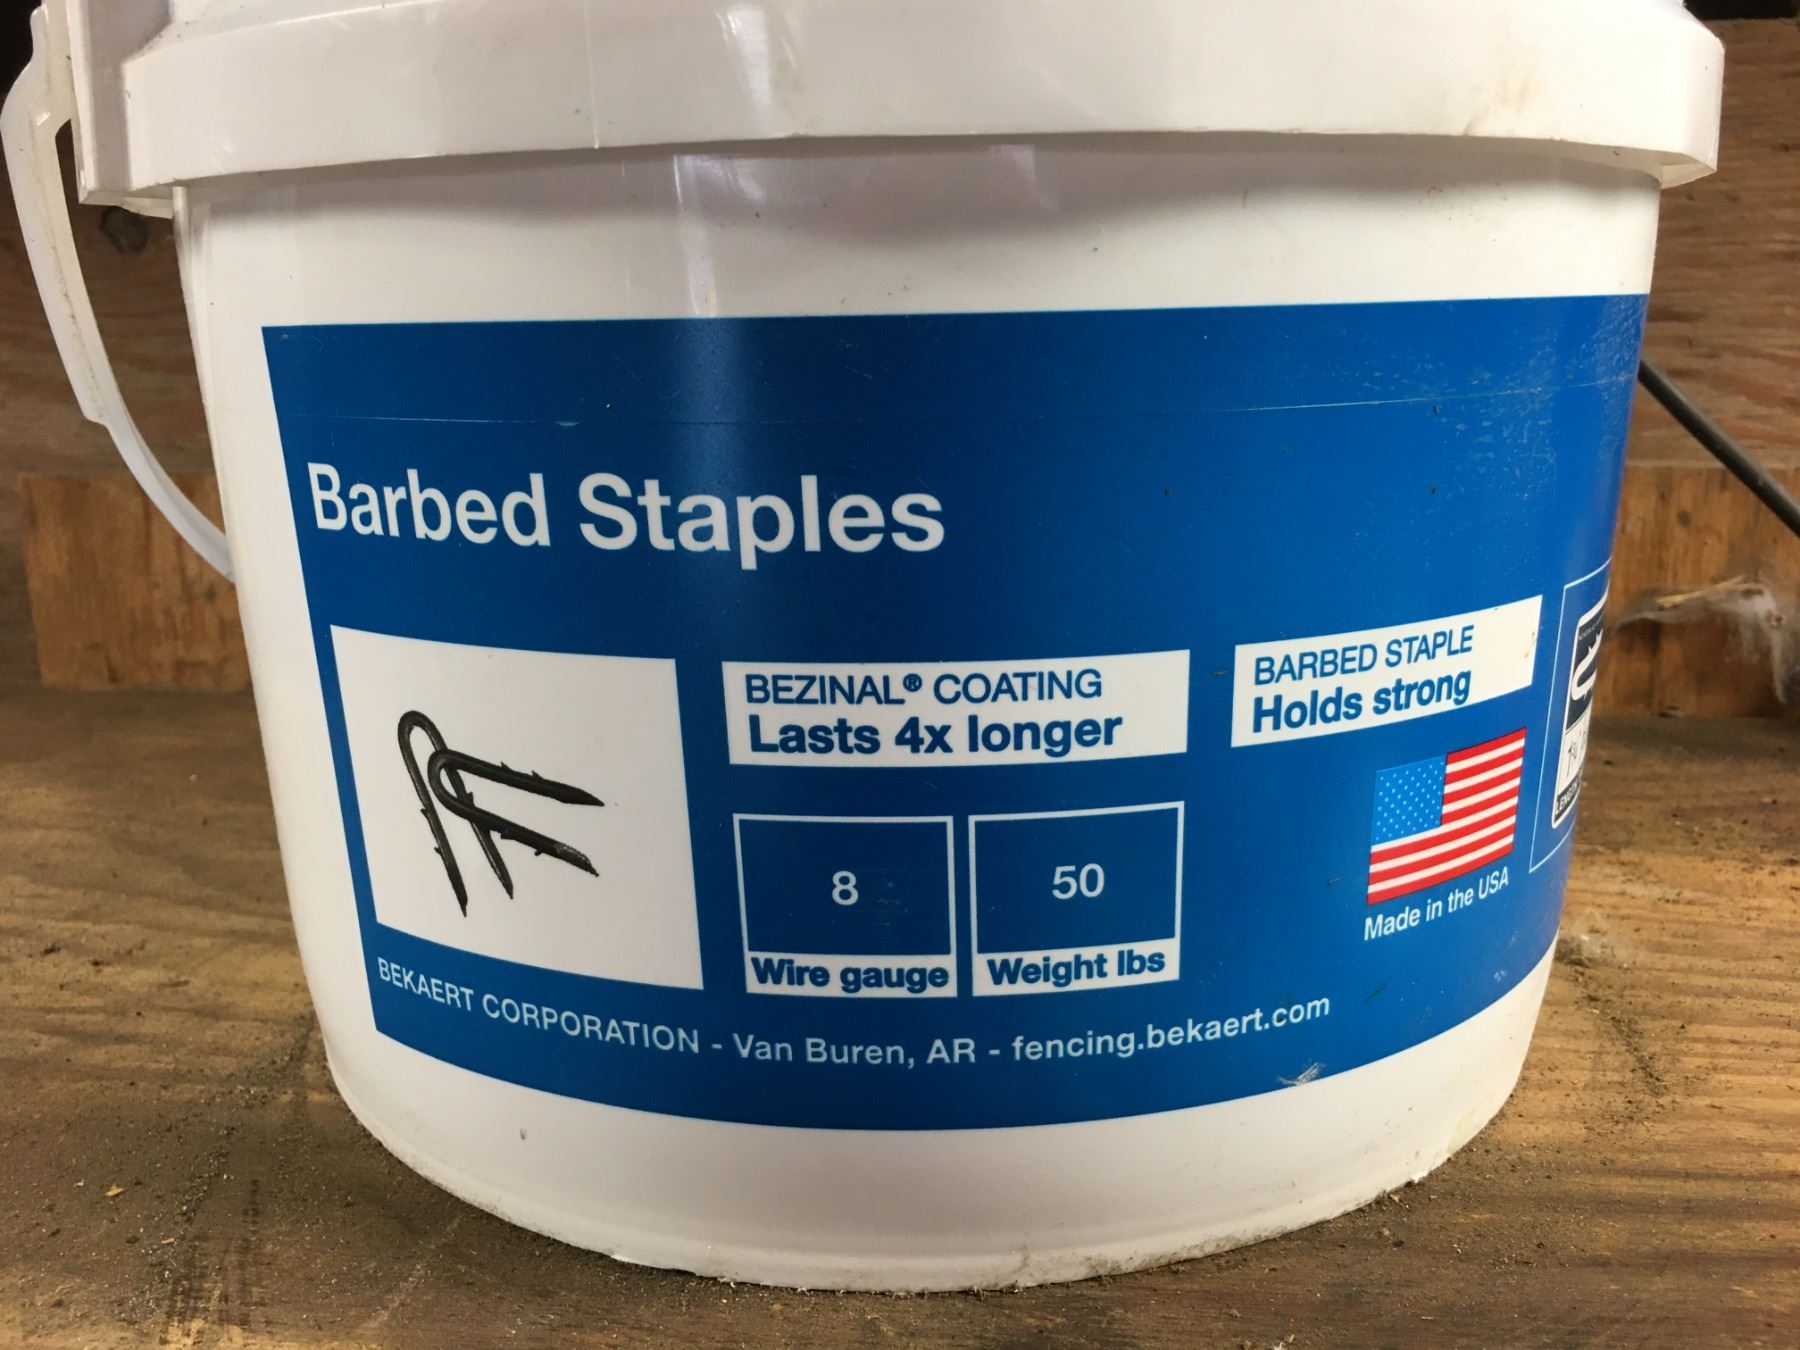 Barbed Staples
BEZINAL® COATING
Lasts 4x longer
BARBED STAPLE
Holds strong
8
Wire gauge
50
Weight lbs
Made in the USA
BEKAERT CORPORATION - Van Buren, AR - fencing.bekaert.com